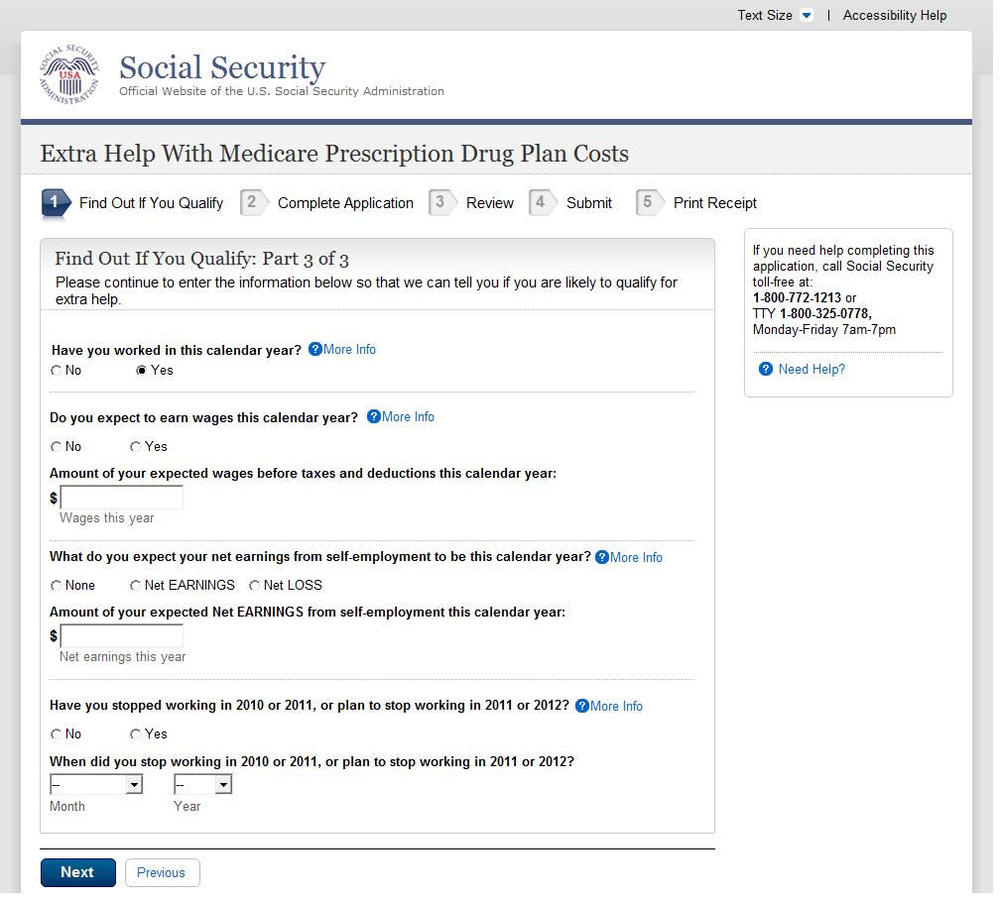 Text Size | Accessibility Help
SOCIAL SECURITY ADMINISTRATION
USA
Social Security
Official Website of the U.S. Social Security Administration
Extra Help With Medicare Prescription Drug Plan Costs
1 Find Out If You Qualify 2 Complete Application 3 Review 4 Submit 5 Print Receipt
Find Out If You Qualify: Part 3 of 3
Please continue to enter the information below so that we can tell you if you are likely to qualify for
extra help.
Have you worked in this calendar year? ? More Info
No Yes
Do you expect to earn wages this calendar year? ? More Info
No Yes
Amount of your expected wages before taxes and deductions this calendar year:
$
Wages this year
What do you expect your net earnings from self-employment to be this calendar year? ? More Info
None Net EARNINGS Net LOSS
Amount of your expected Net EARNINGS from self-employment this calendar year:
$
Net earnings this year
Have you stopped working in 2010 or 2011, or plan to stop working in 2011 or 2012? ? More Info
No Yes
When did you stop working in 2010 or 2011, or plan to stop working in 2011 or 2012?
-- --
Month Year
Next Previous
If you need help completing this
application, call Social Security
toll-free at:
1-800-772-1213 or
TTY 1-800-325-0778,
Monday-Friday 7am-7pm
? Need Help?